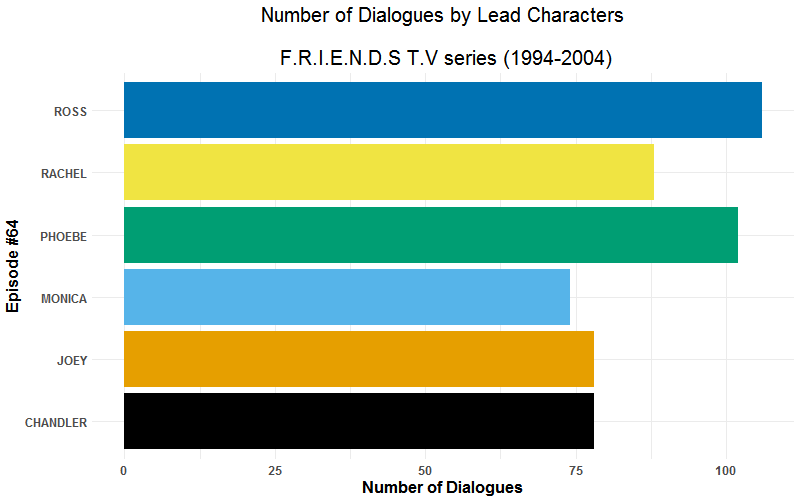 Number of Dialogues by Lead Characters
F.R.I.E.N.D.S T.V series (1994-2004)
ROSS
RACHEL
PHOEBE
MONICA
JOEY
CHANDLER
Episode #64
0 25 50 75 100
Number of Dialogues